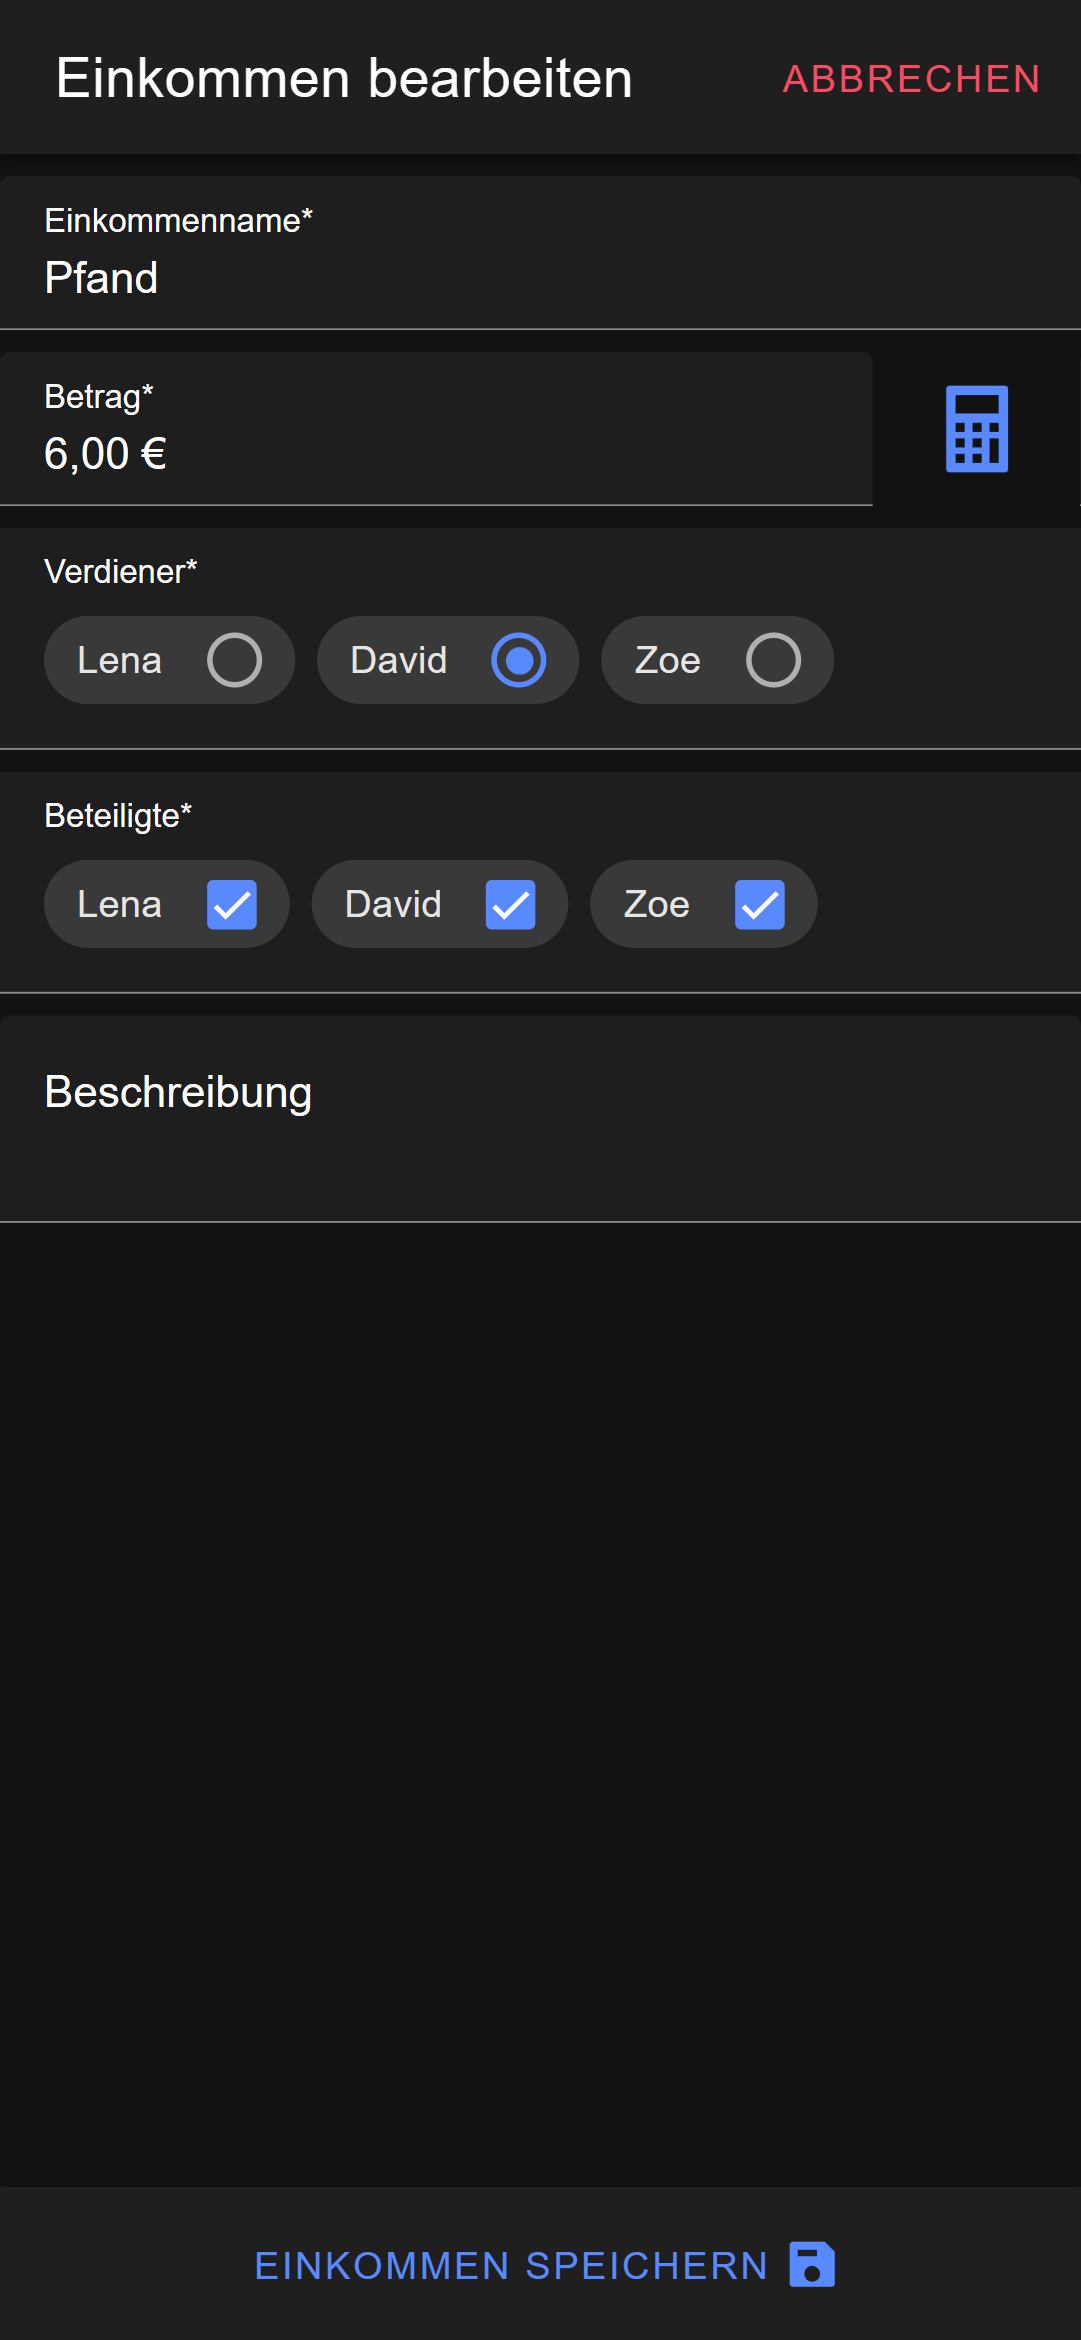 Einkommen bearbeiten ABBRECHEN
Einkommenname*
Pfand
Betrag*
6,00 €
Verdiener*
Lena David Zoe
Beteiligte*
Lena David Zoe
Beschreibung
EINKOMMEN SPEICHERN